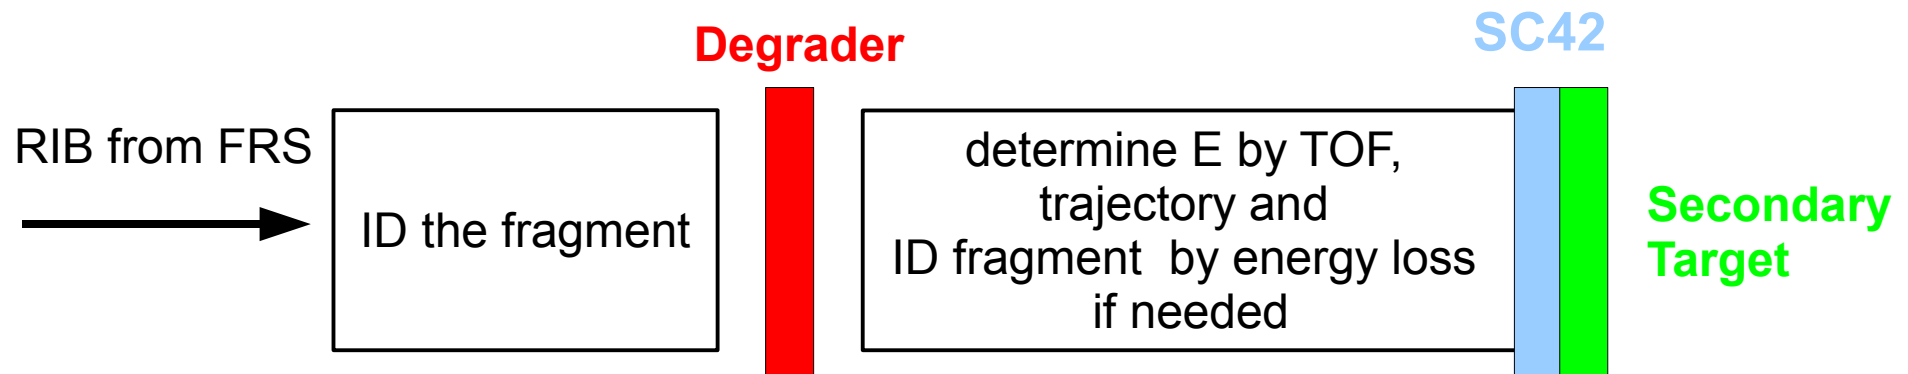 RIB from FRS
ID the fragment
Degrader
determine E by TOF,
trajectory and
ID fragment by energy loss
if needed
SC42
Secondary
Target